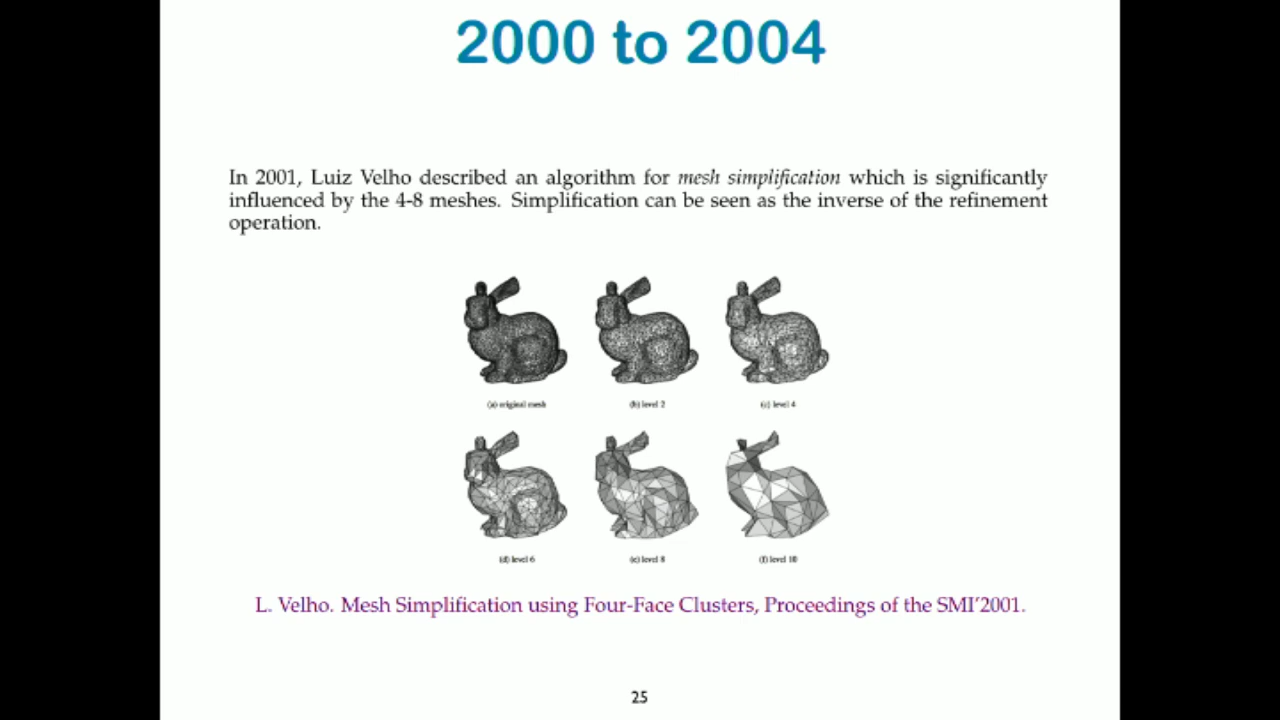 2000 to 2004
In 2001, Luiz Velho described an algorithm for mesh simplification which is significantly
influenced by the 4-8 meshes. Simplification can be seen as the inverse of the refinement
operation.
(a) original mesh (b) level 2 (c) level 4
(d) level 6 (e) level 8 (f) level 10
L. Velho. Mesh Simplification using Four-Face Clusters, Proceedings of the SMI'2001.
25